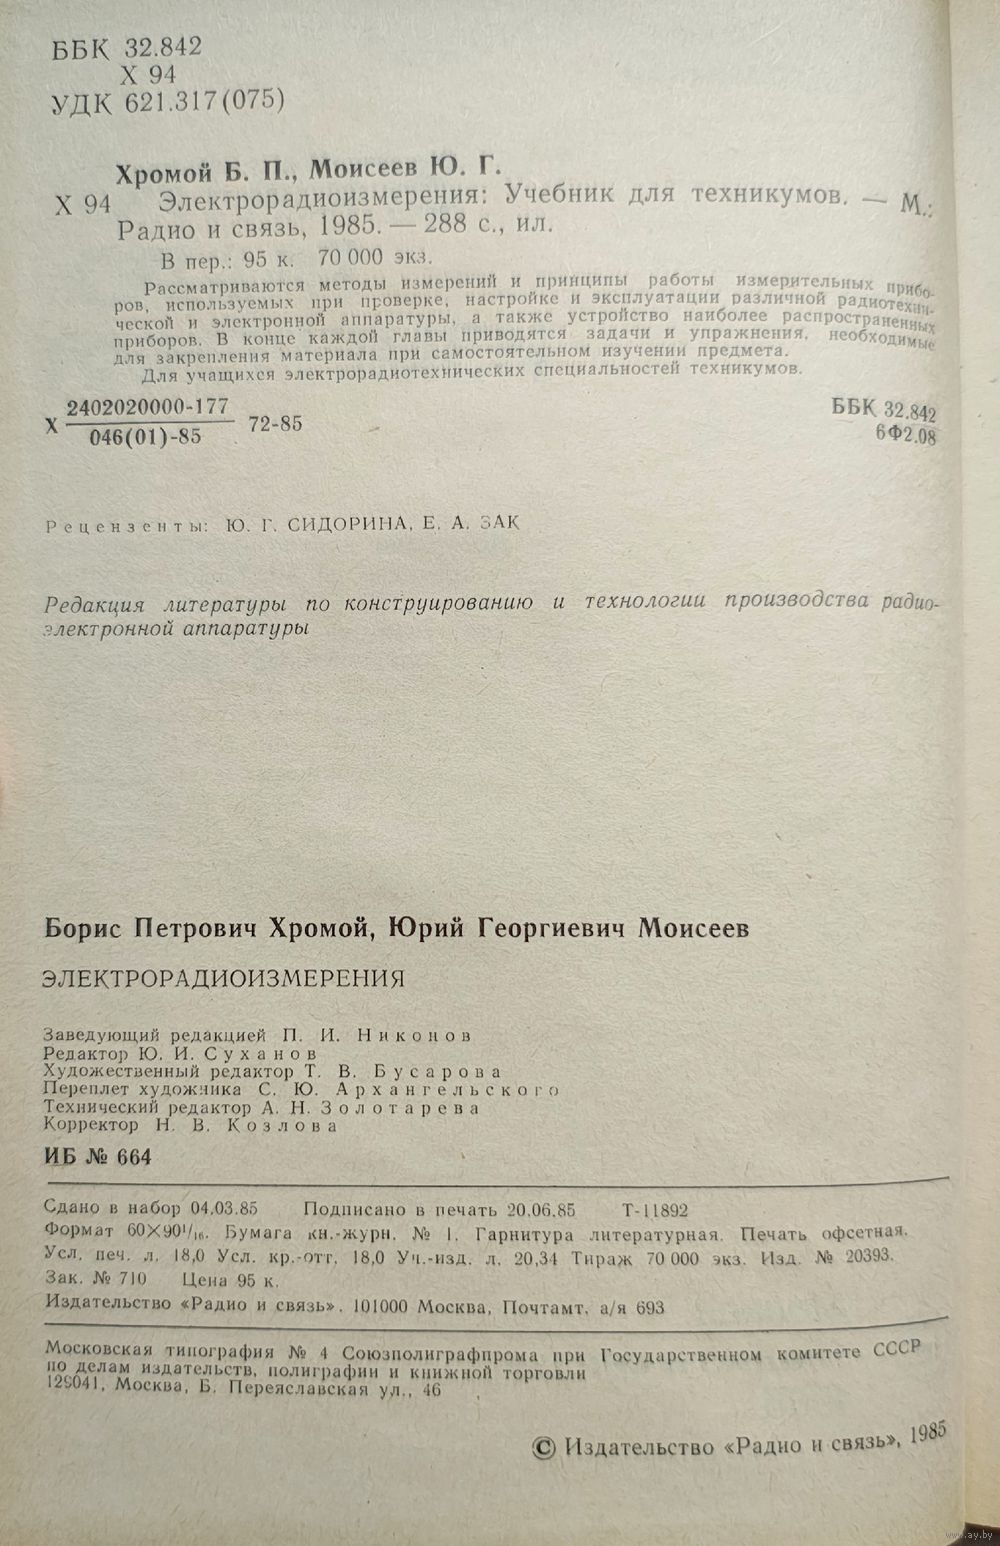 ББК 32.842
Х 94
УДК 621.317(075)
Хромой Б. П., Моисеев Ю. Г.
Х 94 Электрорадиоизмерения: Учебник для техникумов. — М.:
Радио и связь, 1985. — 288 с., ил.
В пер.: 95 к. 70 000 экз.
Рассматриваются методы измерений и принципы работы измерительных прибо-
ров, используемых при проверке, настройке и эксплуатации различной радиотехни-
ческой и электронной аппаратуры, а также устройство наиболее распространенных
приборов. В конце каждой главы приводятся задачи и упражнения, необходимые
для закрепления материала при самостоятельном изучении предмета.
Для учащихся электрорадиотехнических специальностей техникумов.
Х 2402020000-177 / 046(01)-85 72-85
ББК 32.842
6Ф2.08
Рецензенты: Ю. Г. СИДОРИНА, Е. А. ЗАК
Редакция литературы по конструированию и технологии производства радио-
электронной аппаратуры
Борис Петрович Хромой, Юрий Георгиевич Моисеев
ЭЛЕКТРОРАДИОИЗМЕРЕНИЯ
Заведующий редакцией П. И. Никонов
Редактор Ю. И. Суханов
Художественный редактор Т. В. Бусарова
Переплет художника С. Ю. Архангельского
Технический редактор А. Н. Золотарева
Корректор Н. В. Козлова
ИБ № 664
Сдано в набор 04.03.85 Подписано в печать 20.06.85 Т-11892
Формат 60×90¹/₁₆. Бумага кн.-журн. № 1. Гарнитура литературная. Печать офсетная.
Усл. печ. л. 18,0 Усл. кр.-отт. 18,0 Уч.-изд. л. 20,34 Тираж 70 000 экз. Изд. № 20393.
Зак. № 710 Цена 95 к.
Издательство «Радио и связь». 101000 Москва, Почтамт, а/я 693
Московская типография № 4 Союзполиграфпрома при Государственном комитете СССР
по делам издательств, полиграфии и книжной торговли
129041, Москва, Б. Переяславская ул., 46
© Издательство «Радио и связь», 1985
www.ay.by